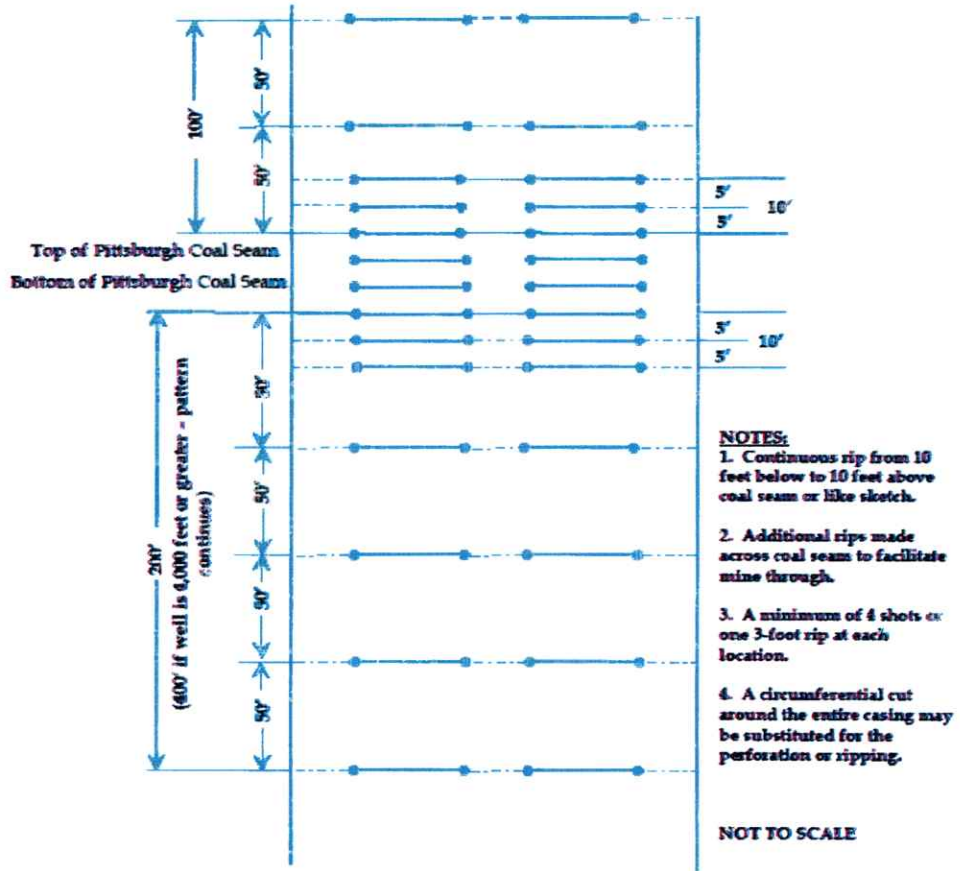 50'
100'
50'
5'
10'
5'
Top of Pittsburgh Coal Seam
Bottom of Pittsburgh Coal Seam
5'
10'
5'
50'
50'
50'
50'
200'
(400' if well is 4,000 feet or greater - pattern
continues)
NOTES:
1. Continuous rip from 10
feet below to 10 feet above
coal seam or like sketch.
2. Additional rips made
across coal seam to facilitate
mine through.
3. A minimum of 4 shots or
one 3-foot rip at each
location.
4. A circumferential cut
around the entire casing may
be substituted for the
perforation or ripping.
NOT TO SCALE